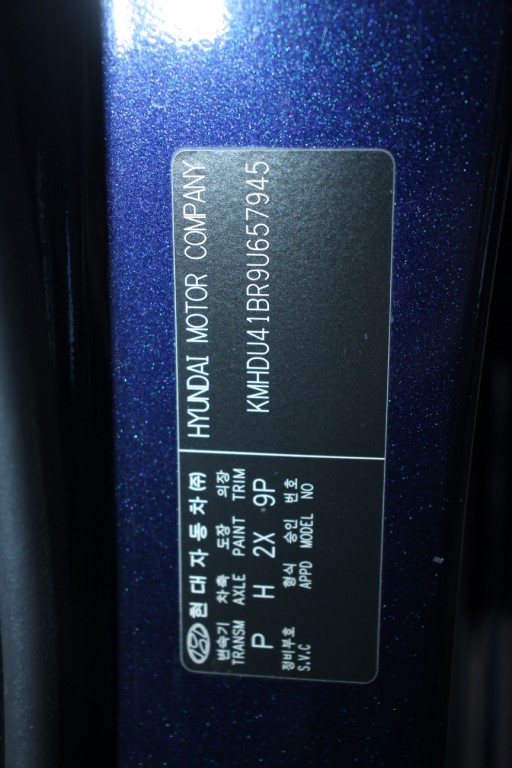 현대자동차(주) HYUNDAI MOTOR COMPANY
변속기 차축 도장 의장
TRANSM AXLE PAINT TRIM
KMHDU41BR9U657945
P H 2X 9P
정비부호 형식 승인 번호
S.V.C APPD MODEL NO